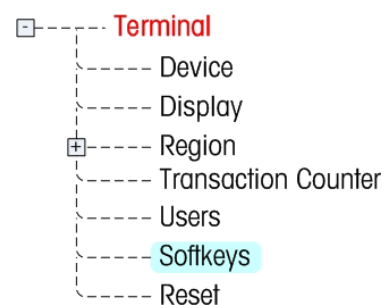 Terminal
Device
Display
Region
Transaction Counter
Users
Softkeys
Reset